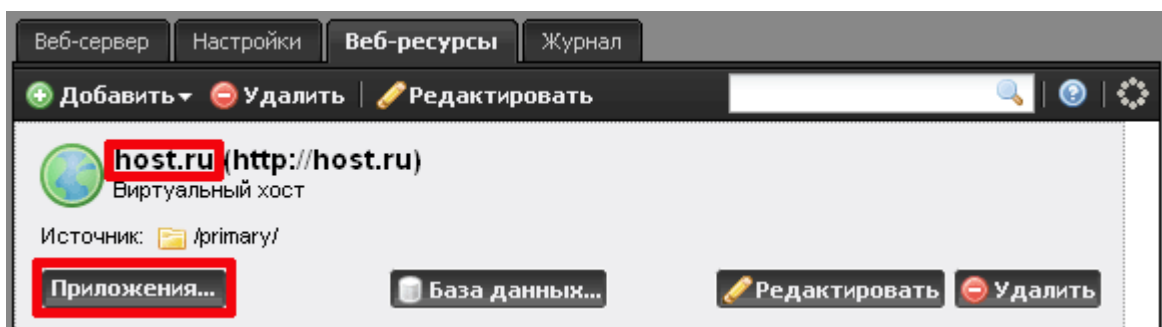 Веб-сервер Настройки Веб-ресурсы Журнал
Добавить Удалить Редактировать
host.ru (http://host.ru)
Виртуальный хост
Источник: /primary/
Приложения... База данных... Редактировать Удалить